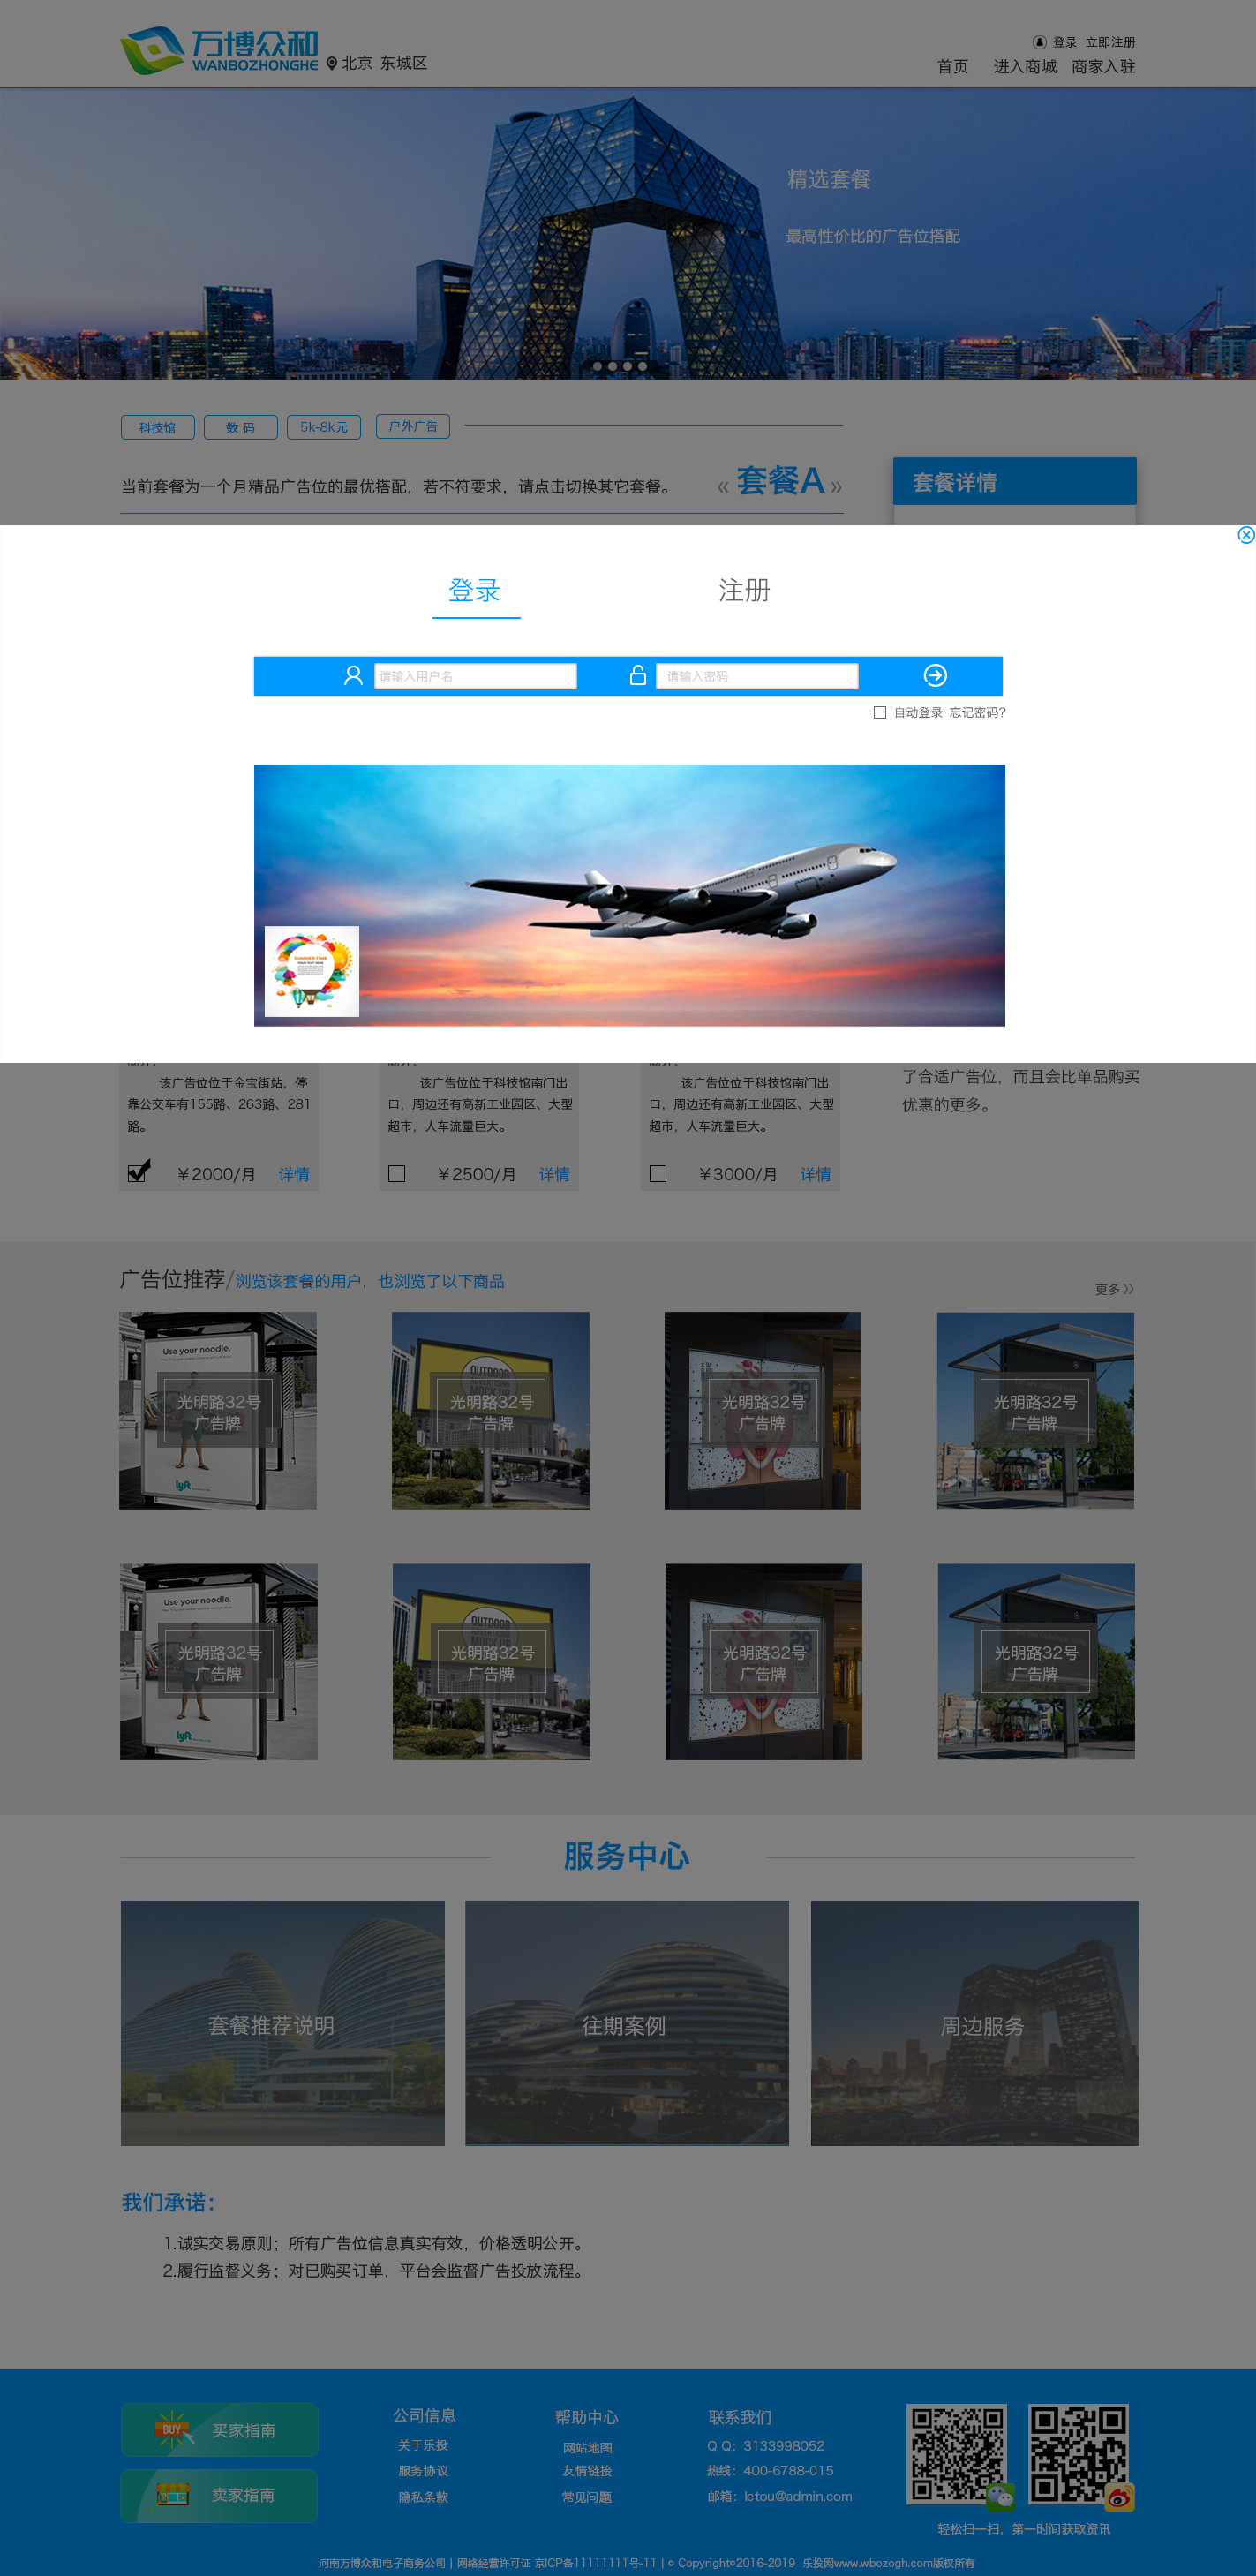 万博众和
WANBOZHONGHE
北京 东城区
登录 立即注册
首页 进入商城 商家入驻
精选套餐
最高性价比的广告位搭配
科技馆 数 码 5k-8k元 户外广告
当前套餐为一个月精品广告位的最优搭配，若不符要求，请点击切换其它套餐。
« 套餐A »
套餐详情
登录 注册
请输入用户名 请输入密码
自动登录 忘记密码?
SUMMER TIME
YOUR TEXT HERE
该广告位位于金宝街站，停
靠公交车有155路、263路、281
路。
￥2000/月 详情
该广告位位于科技馆南门出
口，周边还有高新工业园区、大型
超市，人车流量巨大。
￥2500/月 详情
该广告位位于科技馆南门出
口，周边还有高新工业园区、大型
超市，人车流量巨大。
￥3000/月 详情
了合适广告位，而且会比单品购买
优惠的更多。
广告位推荐/浏览该套餐的用户，也浏览了以下商品
更多
Use your noodle.
光明路32号
广告牌
lyft
OUTDOOR
光明路32号
广告牌
28
光明路32号
广告牌
光明路32号
广告牌
Use your noodle.
光明路32号
广告牌
lyft
OUTDOOR
光明路32号
广告牌
28
光明路32号
广告牌
光明路32号
广告牌
服务中心
套餐推荐说明
往期案例
周边服务
我们承诺：
1.诚实交易原则；所有广告位信息真实有效，价格透明公开。
2.履行监督义务；对已购买订单，平台会监督广告投放流程。
BUY 买家指南
卖家指南
公司信息
关于乐投
服务协议
隐私条款
帮助中心
网站地图
友情链接
常见问题
联系我们
Q Q：3133998052
热线：400-6788-015
邮箱：letou@admin.com
轻松扫一扫，第一时间获取资讯
河南万博众和电子商务公司 | 网络经营许可证 京ICP备11111111号-11 | © Copyright©2016-2019 乐投网www.wbozogh.com版权所有